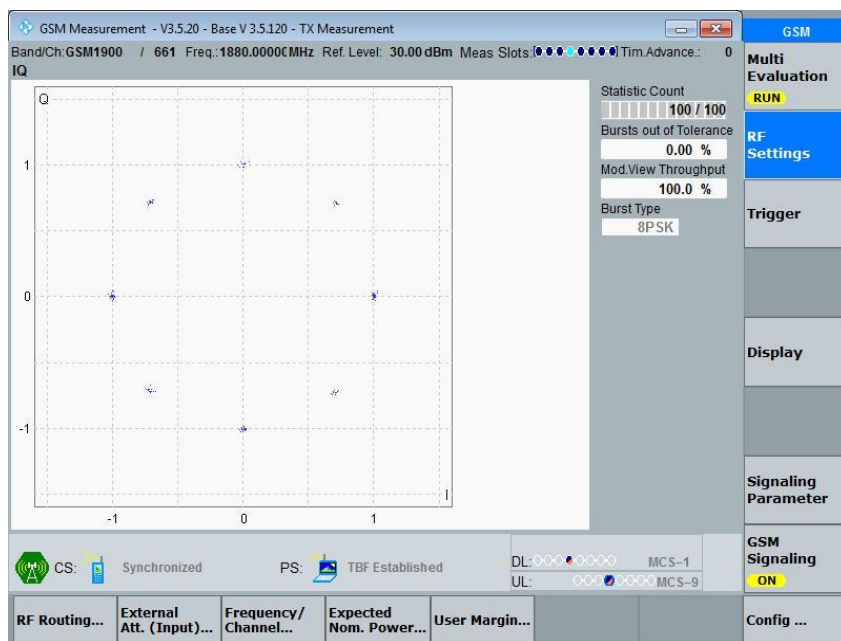 GSM Measurement - V3.5.20 - Base V 3.5.120 - TX Measurement
GSM
Band/Ch:GSM1900 / 661 Freq.:1880.0000 MHz Ref. Level: 30.00 dBm Meas Slots: Tim.Advance.: 0
IQ
Multi
Evaluation
RUN
Q
Statistic Count
100 / 100
Bursts out of Tolerance
0.00 %
Mod.View Throughput
100.0 %
Burst Type
8PSK
RF
Settings
Trigger
Display
Signaling
Parameter
GSM
Signaling
ON
1
0
-1
I
-1 0 1
CS: Synchronized PS: TBF Established
DL: MCS-1
UL: MCS-9
RF Routing...
External
Att. (Input)...
Frequency/
Channel...
Expected
Nom. Power...
User Margin...
Config ...